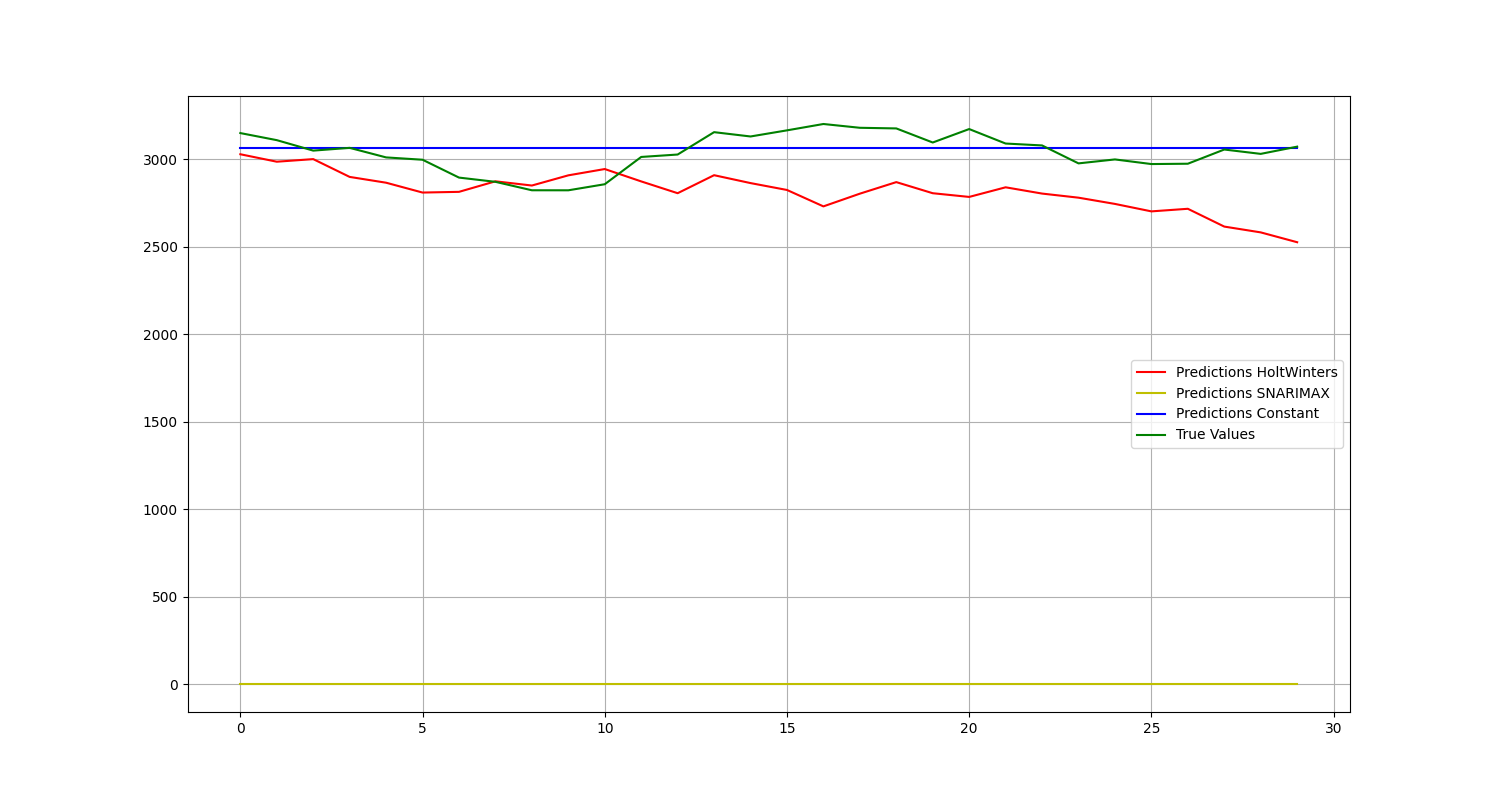 3000
2500
2000
1500
1000
500
0
0 5 10 15 20 25 30
Predictions HoltWinters
Predictions SNARIMAX
Predictions Constant
True Values